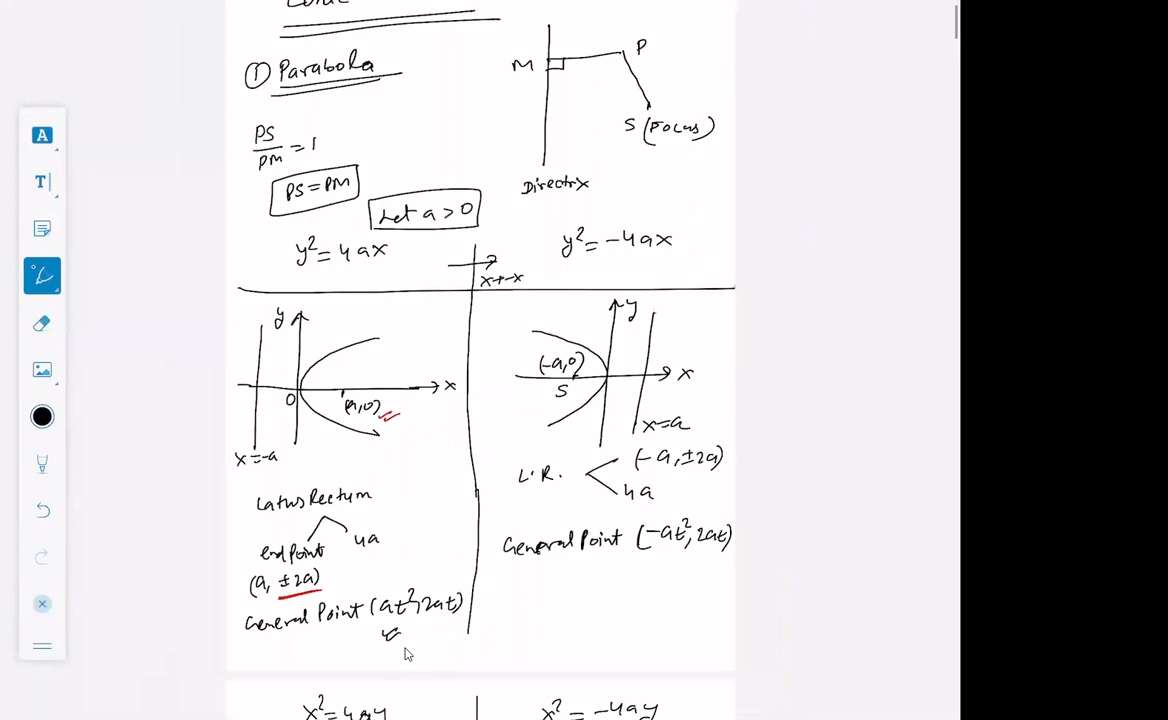 ① Parabola
PS/PM = 1
PS = PM
Let a > 0
M
P
S (Focus)
Directrix
y² = 4ax
y² = -4ax
x→-x
y
x
O
(a,0)
x=-a
y
x
(-a,0)
S
x=a
Latus Rectum
end Point
4a
(a, ±2a)
General Point (at², 2at)
L.R.
(-a, ±2a)
4a
General Point (-at², 2at)
x² = 4ay
x² = -4ay
A
T